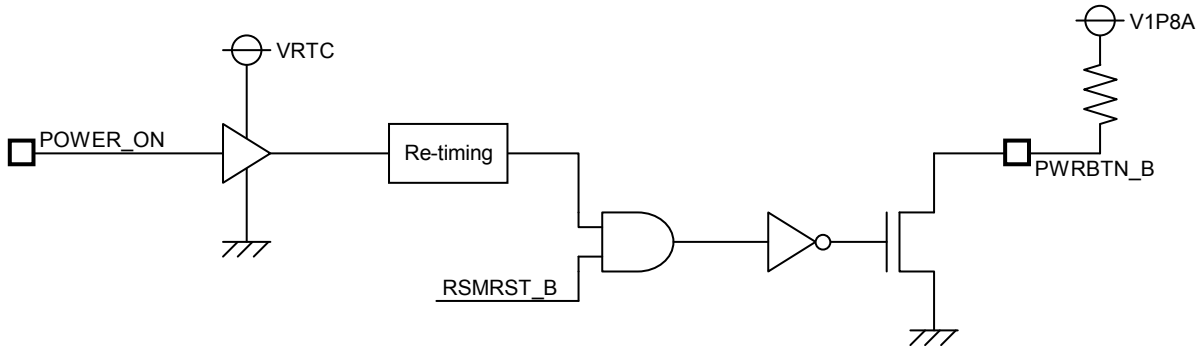 V1P8A
VRTC
POWER_ON
Re-timing
PWRBTN_B
RSMRST_B